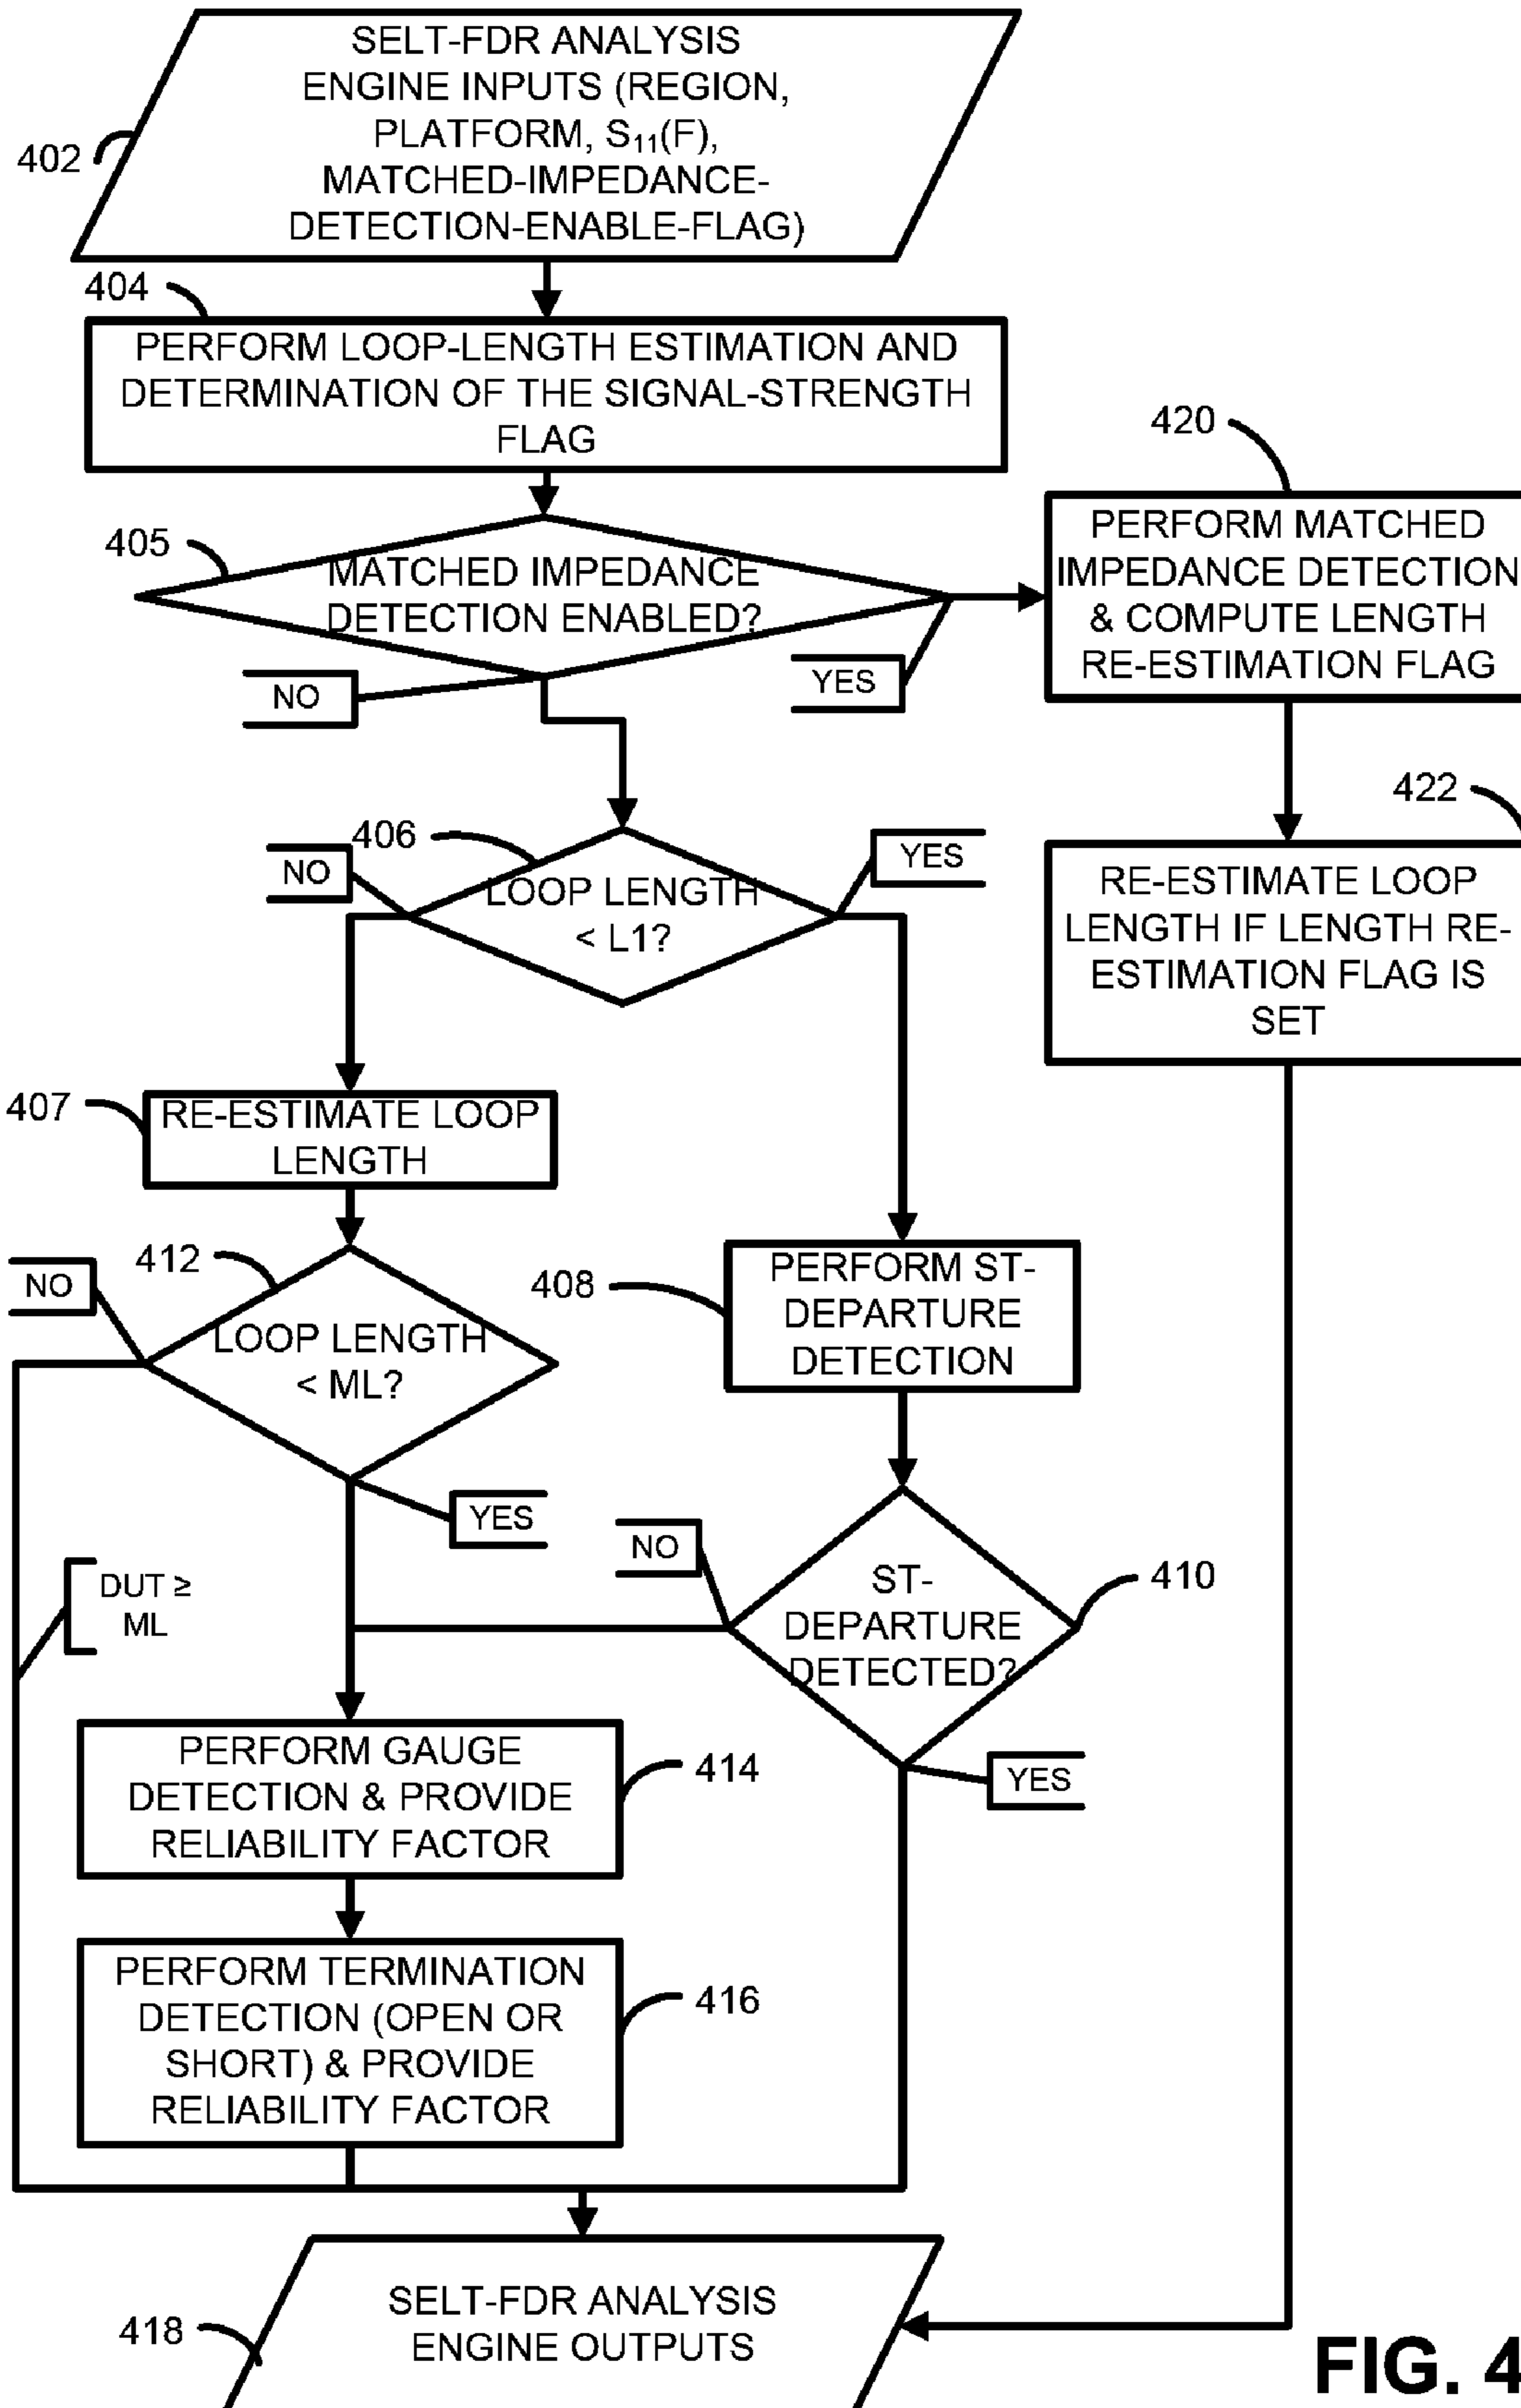 SELT-FDR ANALYSIS
ENGINE INPUTS (REGION,
PLATFORM, S₁₁(F),
MATCHED-IMPEDANCE-
DETECTION-ENABLE-FLAG)
402
404
PERFORM LOOP-LENGTH ESTIMATION AND
DETERMINATION OF THE SIGNAL-STRENGTH
FLAG
405
MATCHED IMPEDANCE
DETECTION ENABLED?
NO
YES
420
PERFORM MATCHED
IMPEDANCE DETECTION
& COMPUTE LENGTH
RE-ESTIMATION FLAG
422
RE-ESTIMATE LOOP
LENGTH IF LENGTH RE-
ESTIMATION FLAG IS
SET
406
NO
YES
LOOP LENGTH
< L1?
407
RE-ESTIMATE LOOP
LENGTH
412
NO
LOOP LENGTH
< ML?
YES
408
PERFORM ST-
DEPARTURE
DETECTION
NO
410
ST-
DEPARTURE
DETECTED?
YES
DUT ≥
ML
PERFORM GAUGE
DETECTION & PROVIDE
RELIABILITY FACTOR
414
PERFORM TERMINATION
DETECTION (OPEN OR
SHORT) & PROVIDE
RELIABILITY FACTOR
416
SELT-FDR ANALYSIS
ENGINE OUTPUTS
418
FIG. 4